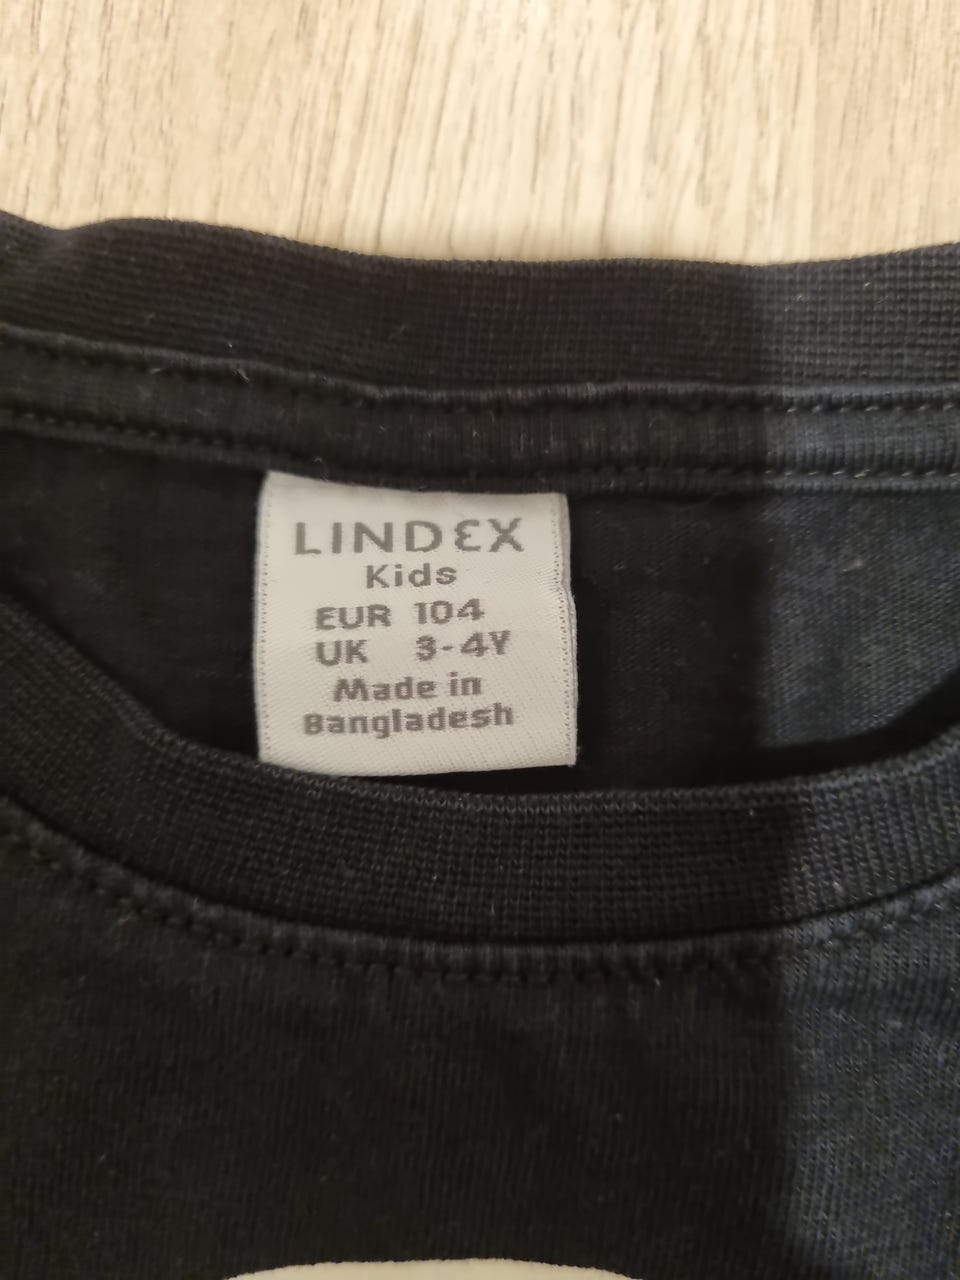 LINDEX
Kids
EUR 104
UK 3-4Y
Made in
Bangladesh